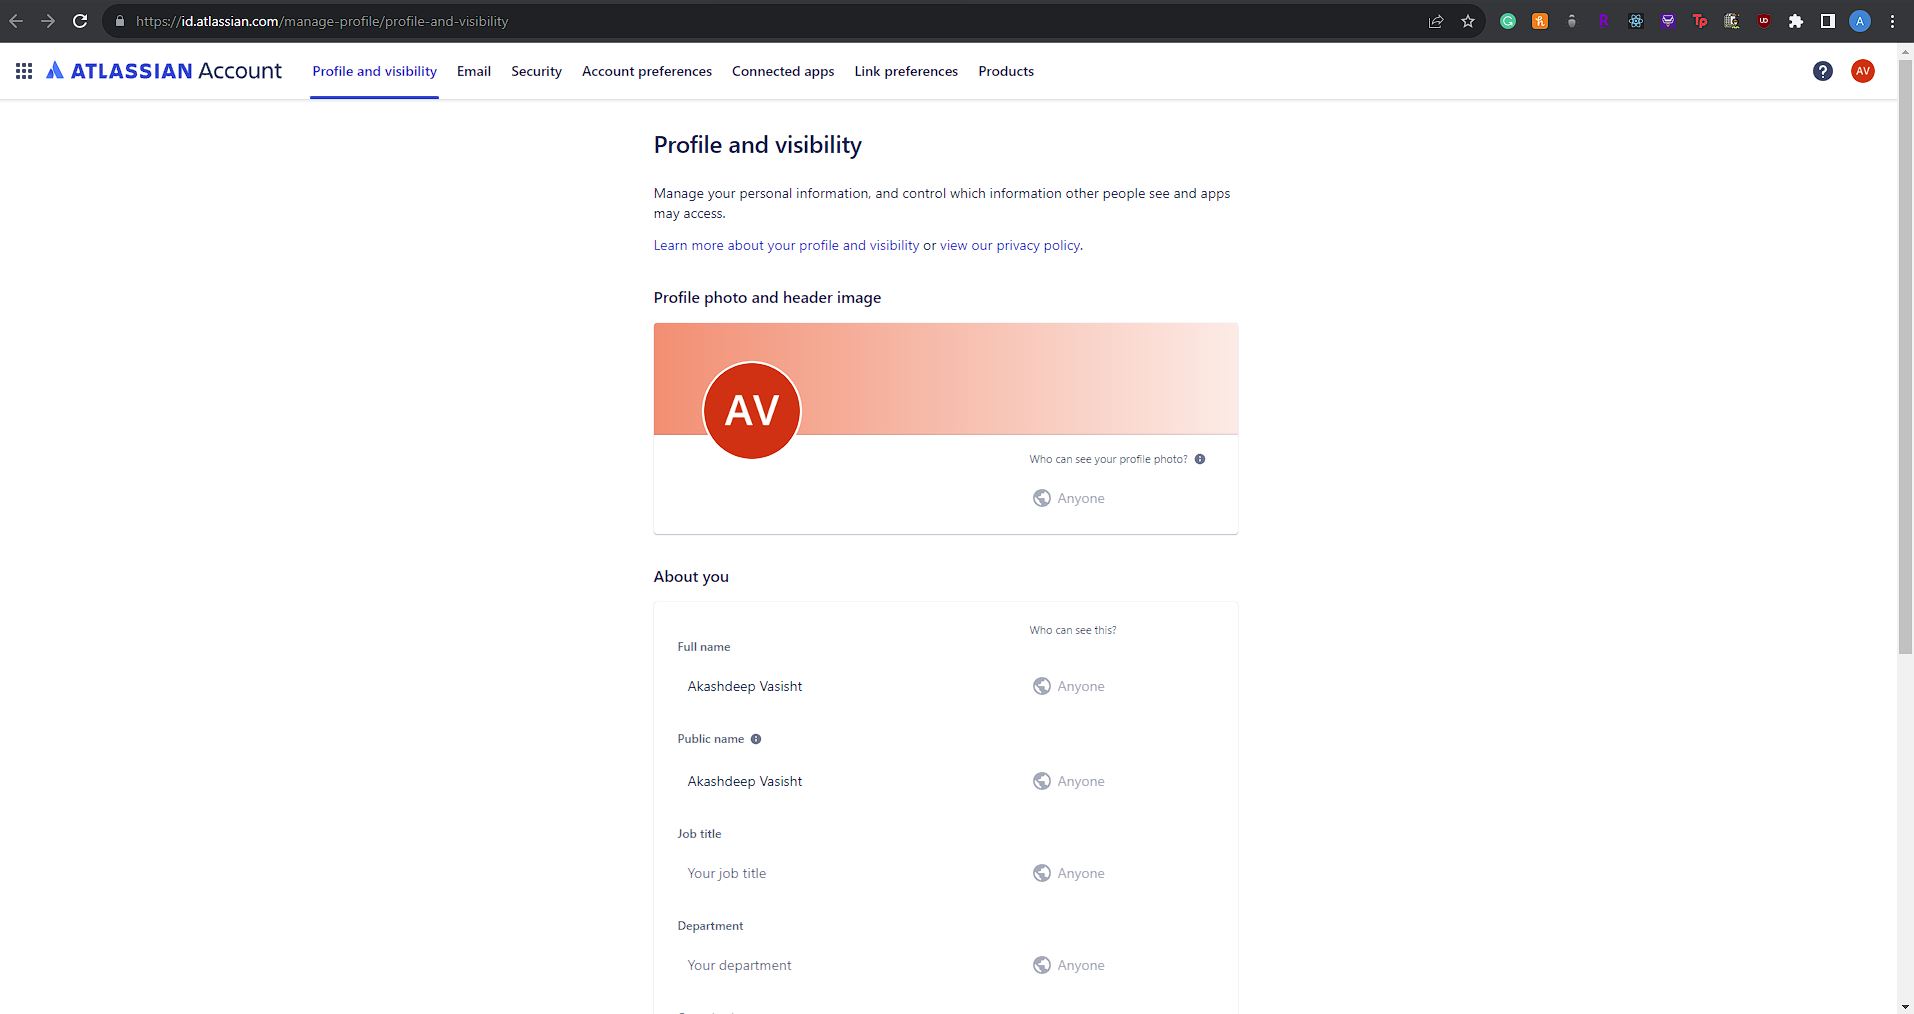 https://id.atlassian.com/manage-profile/profile-and-visibility
ATLASSIAN Account
Profile and visibility
Email
Security
Account preferences
Connected apps
Link preferences
Products
AV
Profile and visibility
Manage your personal information, and control which information other people see and apps
may access.
Learn more about your profile and visibility or view our privacy policy.
Profile photo and header image
AV
Who can see your profile photo?
Anyone
About you
Who can see this?
Full name
Akashdeep Vasisht
Anyone
Public name
Akashdeep Vasisht
Anyone
Job title
Your job title
Anyone
Department
Your department
Anyone